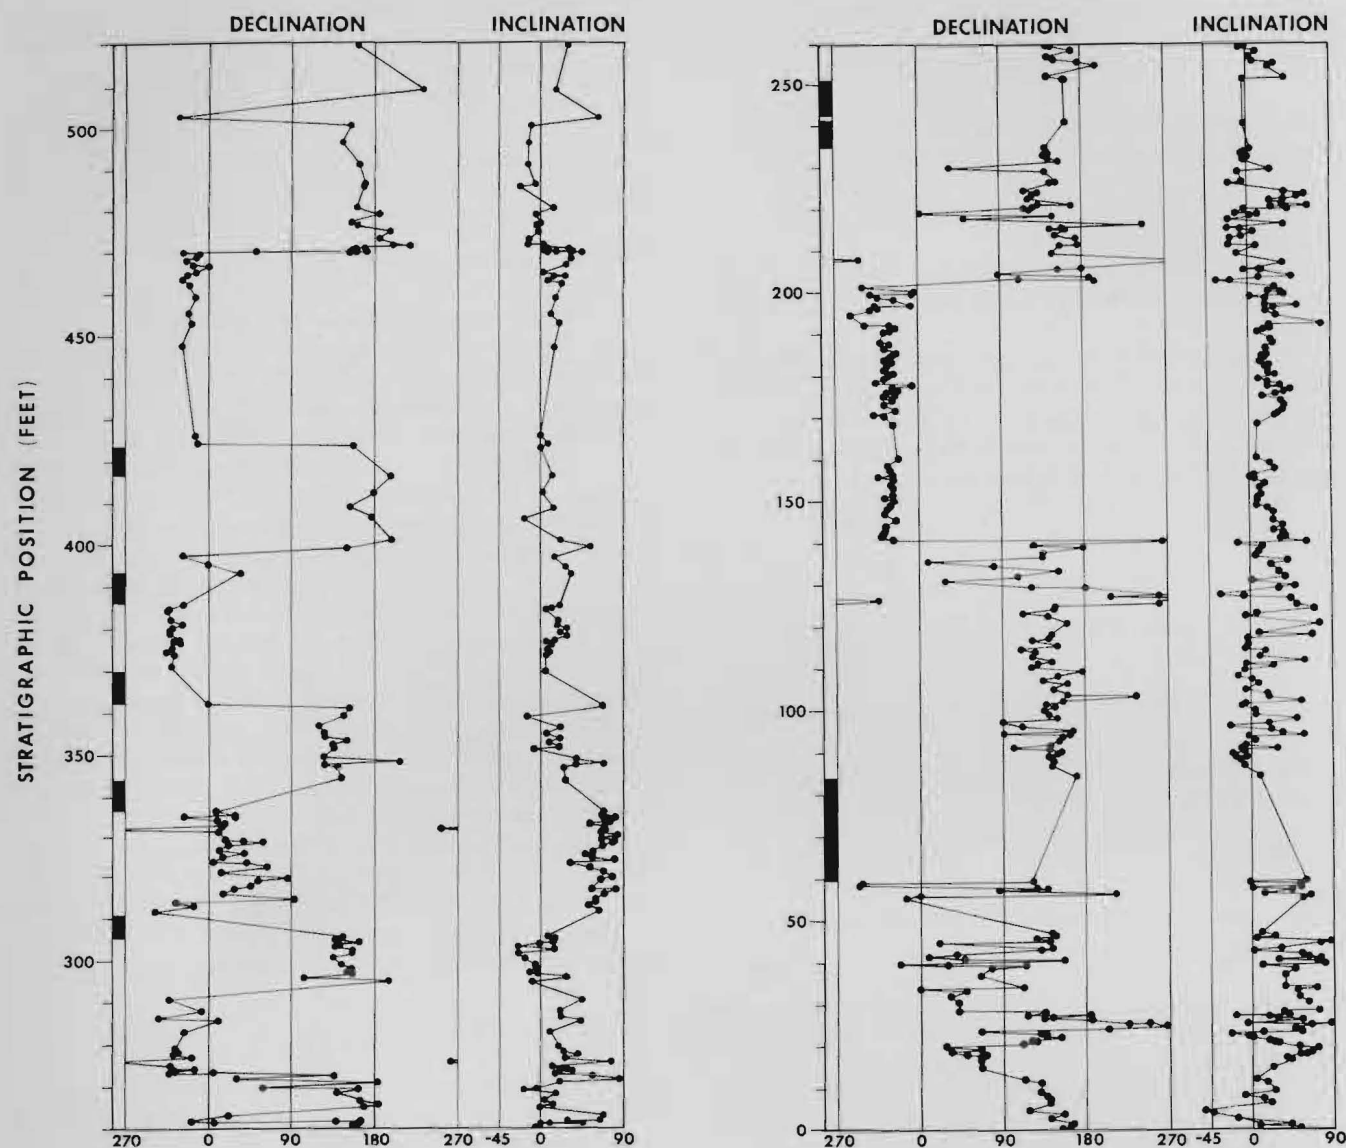 DECLINATION INCLINATION DECLINATION INCLINATION
STRATIGRAPHIC POSITION (FEET)
500
450
400
350
300
270 0 90 180 270 -45 0 90
250
200
150
100
50
0
270 0 90 180 270 -45 0 90